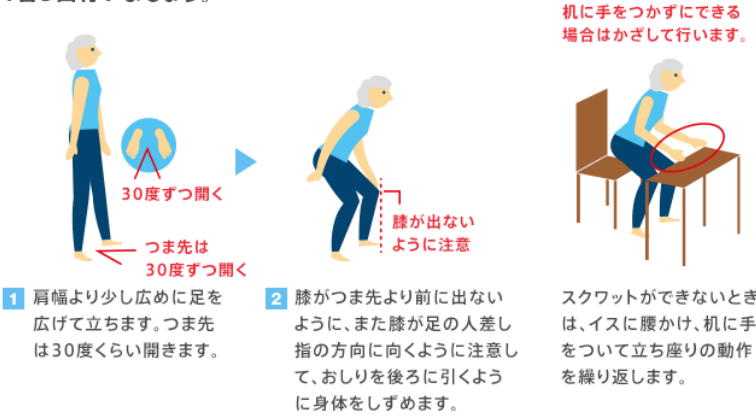 机に手をつかずにできる
場合はかざして行います。
30度ずつ開く
つま先は
30度ずつ開く
膝が出ない
ように注意
1 肩幅より少し広めに足を
広げて立ちます。つま先
は30度くらい開きます。
2 膝がつま先より前に出ない
ように、また膝が足の人差し
指の方向に向くように注意し
て、おしりを後ろに引くよう
に身体をしずめます。
スクワットができないとき
は、イスに腰かけ、机に手
をついて立ち座りの動作
を繰り返します。